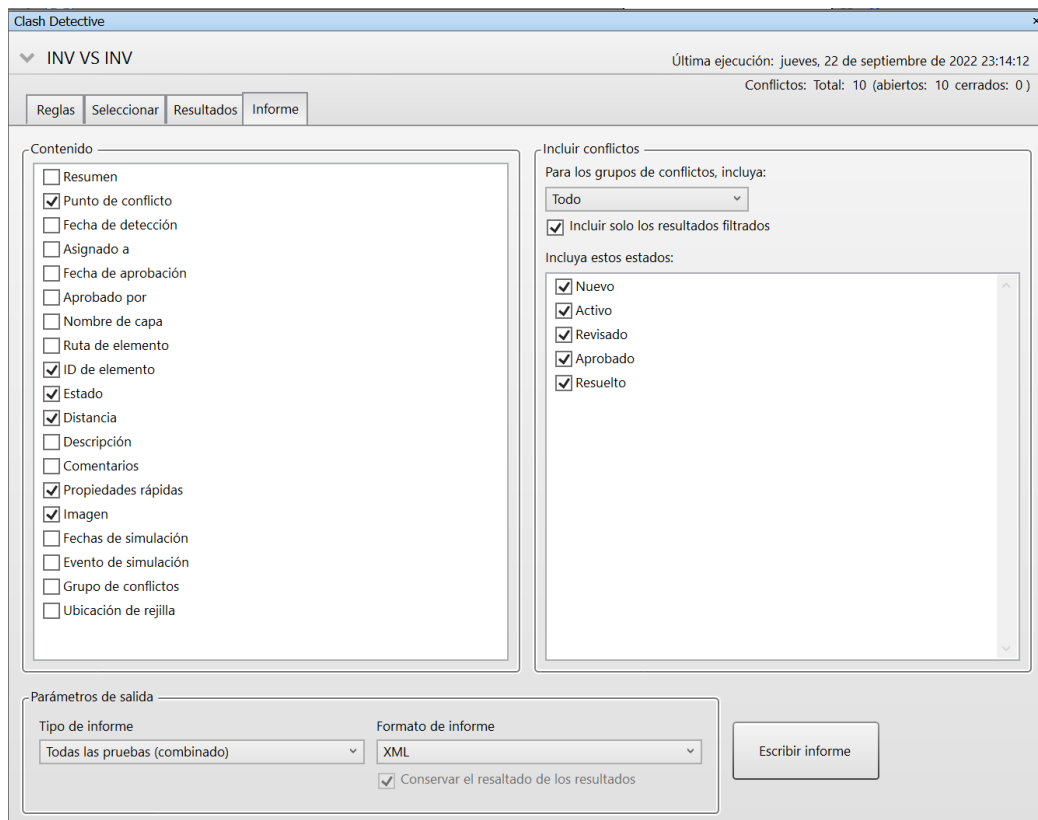 Clash Detective
INV VS INV
Última ejecución: jueves, 22 de septiembre de 2022 23:14:12
Conflictos: Total: 10 (abiertos: 10 cerrados: 0 )
Reglas Seleccionar Resultados Informe
Contenido
Resumen
Punto de conflicto
Fecha de detección
Asignado a
Fecha de aprobación
Aprobado por
Nombre de capa
Ruta de elemento
ID de elemento
Estado
Distancia
Descripción
Comentarios
Propiedades rápidas
Imagen
Fechas de simulación
Evento de simulación
Grupo de conflictos
Ubicación de rejilla
Incluir conflictos
Para los grupos de conflictos, incluya:
Todo
Incluir solo los resultados filtrados
Incluya estos estados:
Nuevo
Activo
Revisado
Aprobado
Resuelto
Parámetros de salida
Tipo de informe
Todas las pruebas (combinado)
Formato de informe
XML
Conservar el resaltado de los resultados
Escribir informe